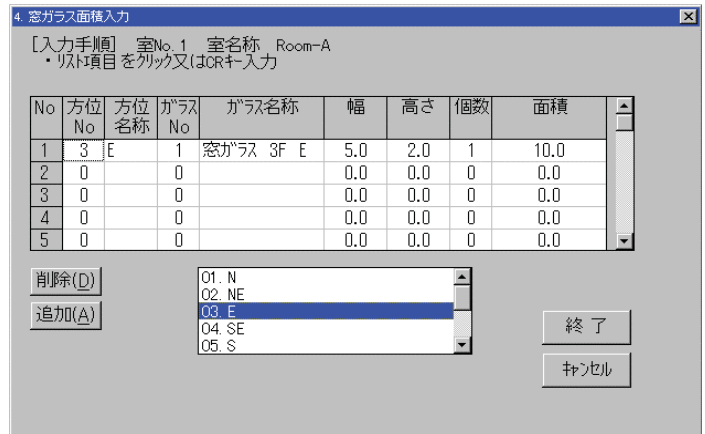 4. 窓ガラス面積入力
[入力手順] 室No. 1 室名称 Room-A
・ﾘｽﾄ項目をｸﾘｯｸ又はCRｷｰ入力
No 方位No 方位名称 ｶﾞﾗｽNo ガラス名称 幅 高さ 個数 面積
1 3 E 1 窓ｶﾞﾗｽ 3F E 5.0 2.0 1 10.0
2 0 0 0.0 0.0 0 0.0
3 0 0 0.0 0.0 0 0.0
4 0 0 0.0 0.0 0 0.0
5 0 0 0.0 0.0 0 0.0
削除(D)
追加(A)
01. N
02. NE
03. E
04. SE
05. S
終 了
ｷｬﾝｾﾙ